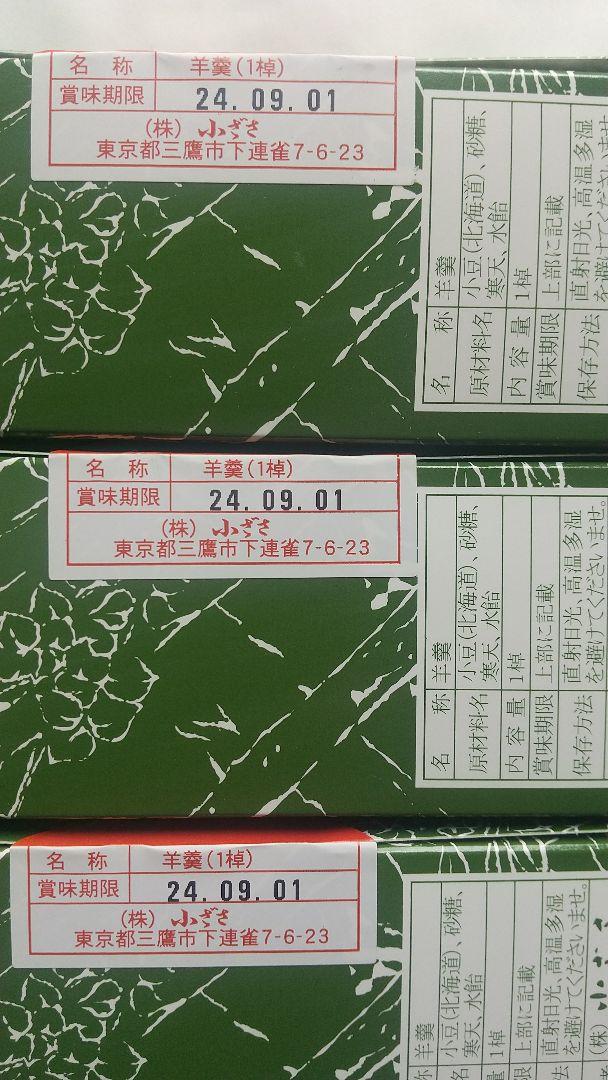 名 称 羊羹(1棹)
賞味期限 24.09.01
(株) 小ざさ
東京都三鷹市下連雀7-6-23
名 称 羊羹
原材料名 小豆(北海道)、砂糖、
寒天、水飴
内容量 1棹
賞味期限 上部に記載
保存方法 直射日光、高温多湿
を避けてくださいませ
名 称 羊羹(1棹)
賞味期限 24.09.01
(株) 小ざさ
東京都三鷹市下連雀7-6-23
名 称 羊羹
原材料名 小豆(北海道)、砂糖、
寒天、水飴
内容量 1棹
賞味期限 上部に記載
保存方法 直射日光、高温多湿
を避けてくださいませ。
名 称 羊羹(1棹)
賞味期限 24.09.01
(株) 小ざさ
東京都三鷹市下連雀7-6-23
称 羊羹
名 小豆(北海道)、砂糖、
寒天、水飴
量 1棹
限 上部に記載
法 直射日光、高温多湿
を避けてくださいませ。
(株) 小ざさ